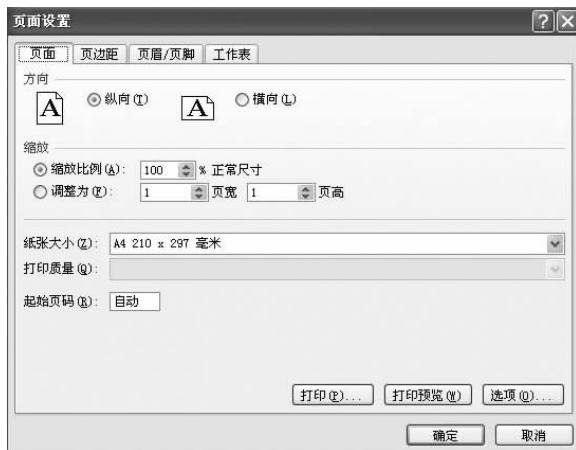 页面设置
页面 页边距 页眉/页脚 工作表
方向
A 纵向(T) A 横向(L)
缩放
缩放比例(A): 100 % 正常尺寸
调整为(F): 1 页宽 1 页高
纸张大小(Z): A4 210 x 297 毫米
打印质量(Q):
起始页码(R): 自动
打印(P)... 打印预览(W) 选项(O)...
确定 取消